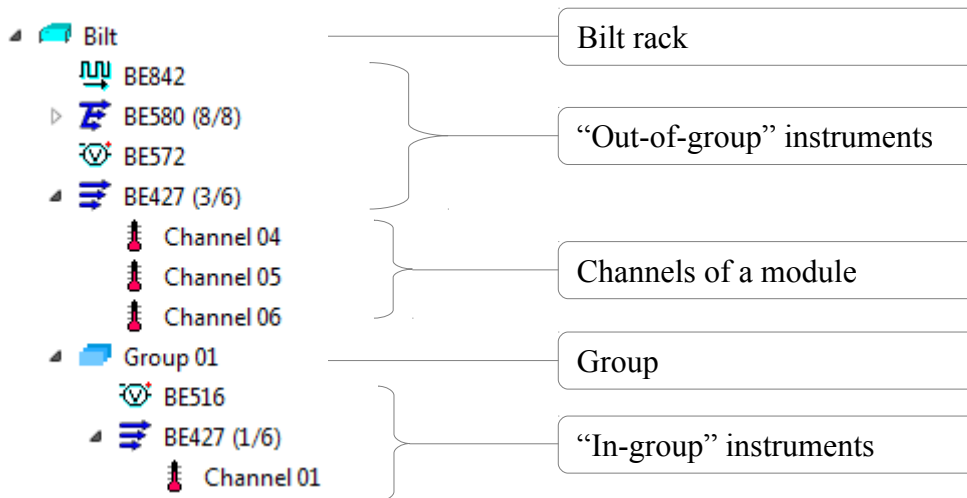 Bilt
Bilt rack
BE842
BE580 (8/8)
“Out-of-group” instruments
BE572
BE427 (3/6)
Channel 04
Channel 05
Channels of a module
Channel 06
Group 01
Group
BE516
BE427 (1/6)
“In-group” instruments
Channel 01